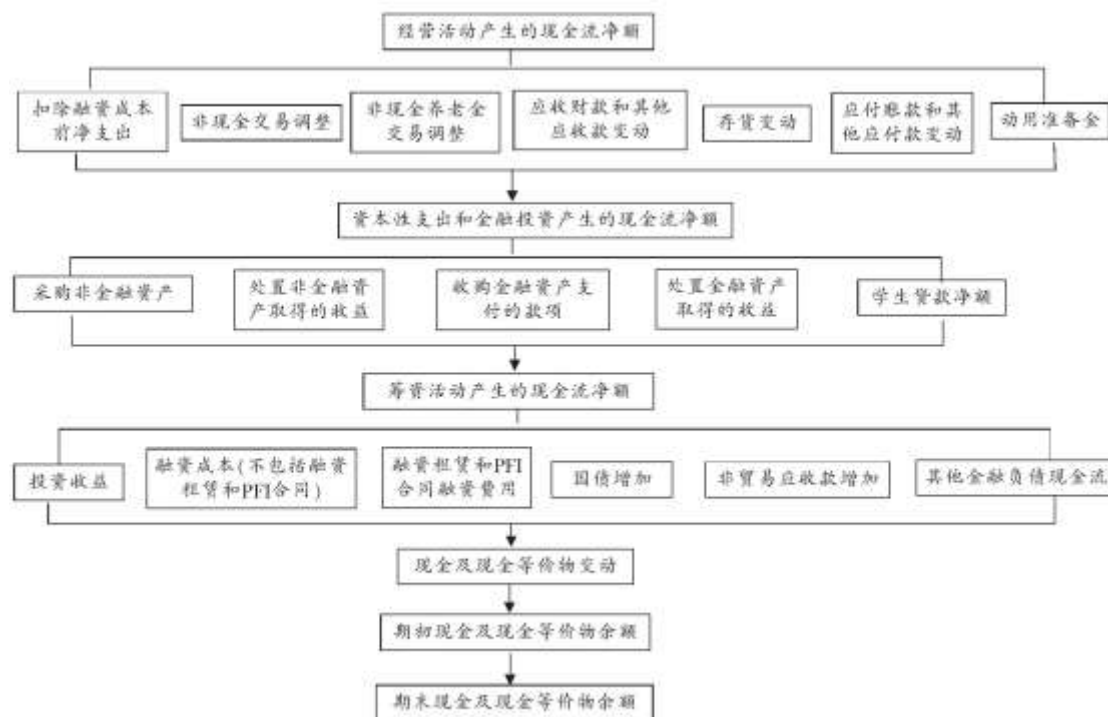 经营活动产生的现金流净额
扣除融资成本
前净支出
非现金交易调整
非现金养老金
交易调整
应收财款和其他
应收款变动
存货变动
应付账款和其
他应付款变动
动用准备金
资本性支出和金融投资产生的现金流净额
采购非金融资产
处置非金融资
产取得的收益
收购金融资产支
付的款项
处置金融资产
取得的收益
学生贷款净额
筹资活动产生的现金流净额
投资收益
融资成本(不包括融资
租赁和PFI合同)
融资租赁和PFI
合同融资费用
国债增加
非贸易应收款增加
其他金融负债现金流
现金及现金等价物变动
期初现金及现金等价物余额
期末现金及现金等价物余额